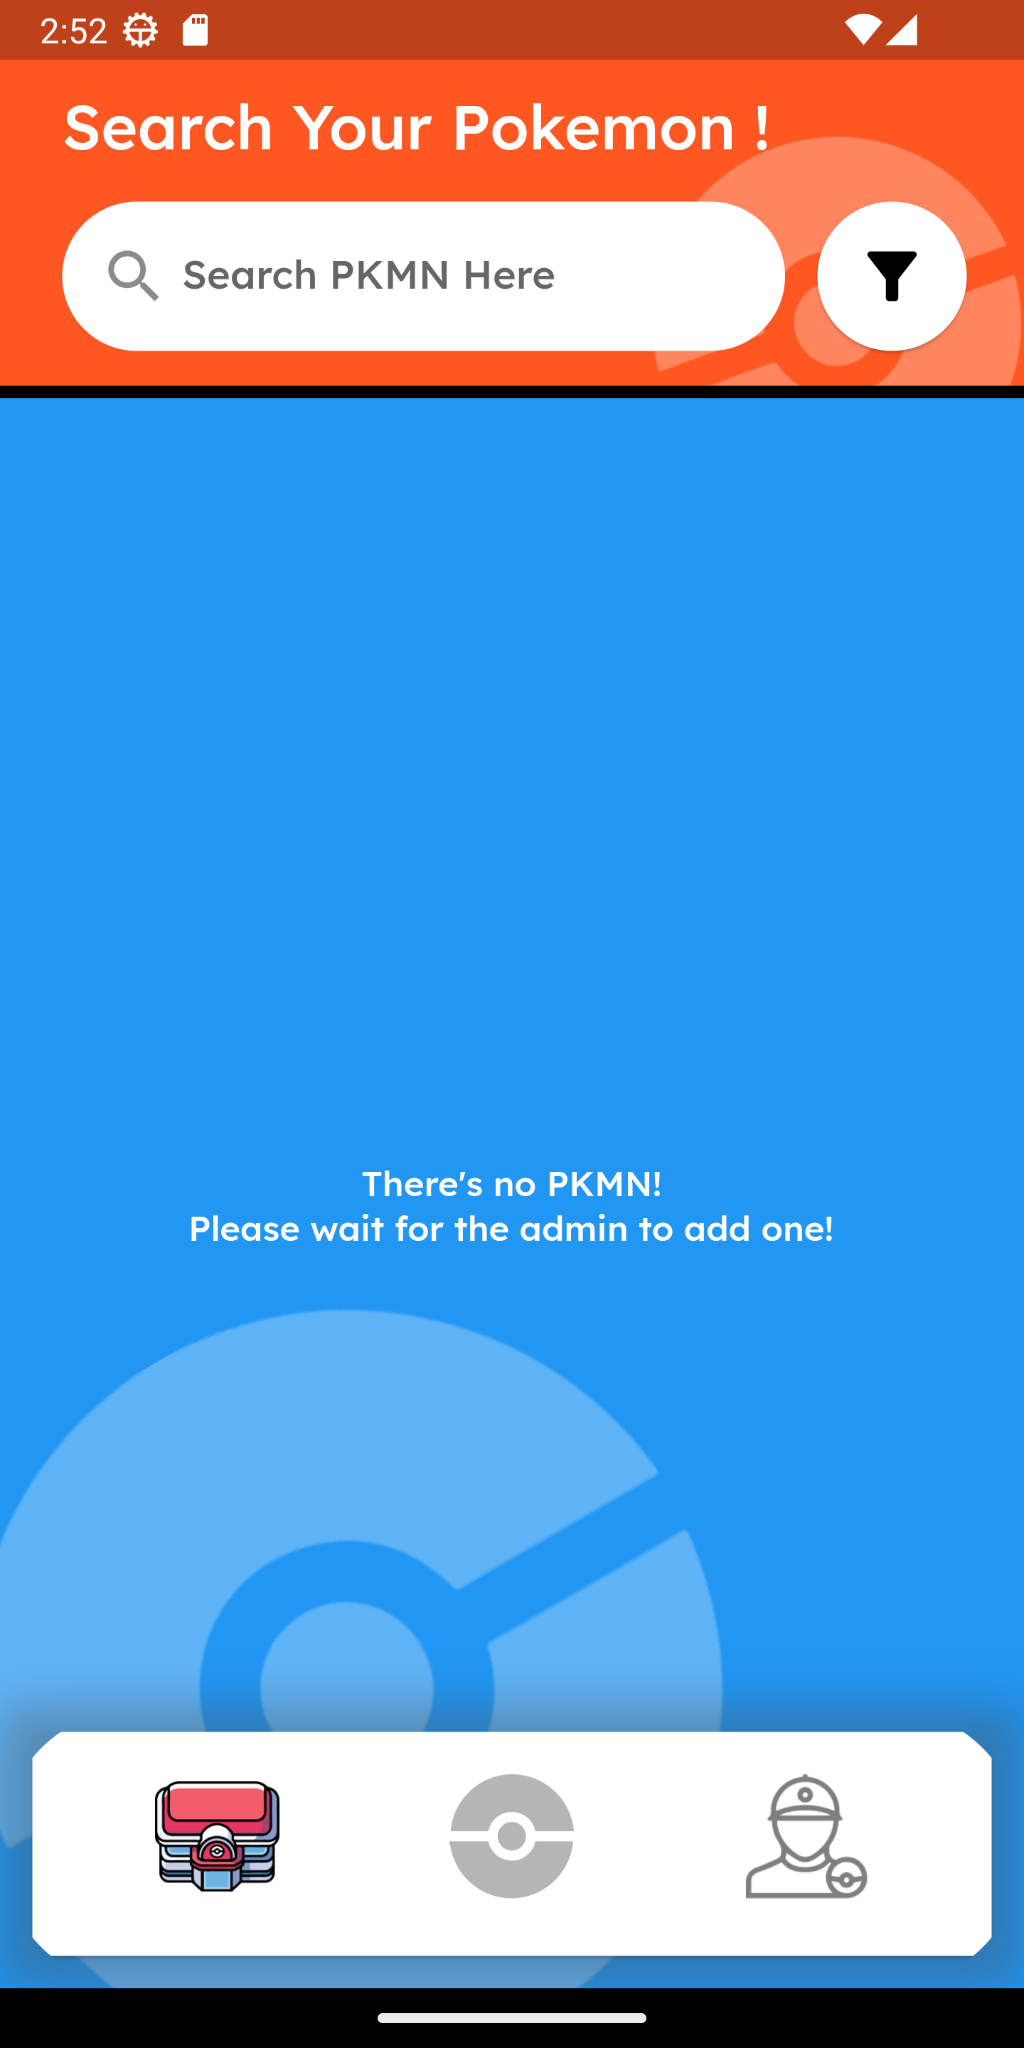 2:52
Search Your Pokemon !
Search PKMN Here
There's no PKMN!
Please wait for the admin to add one!